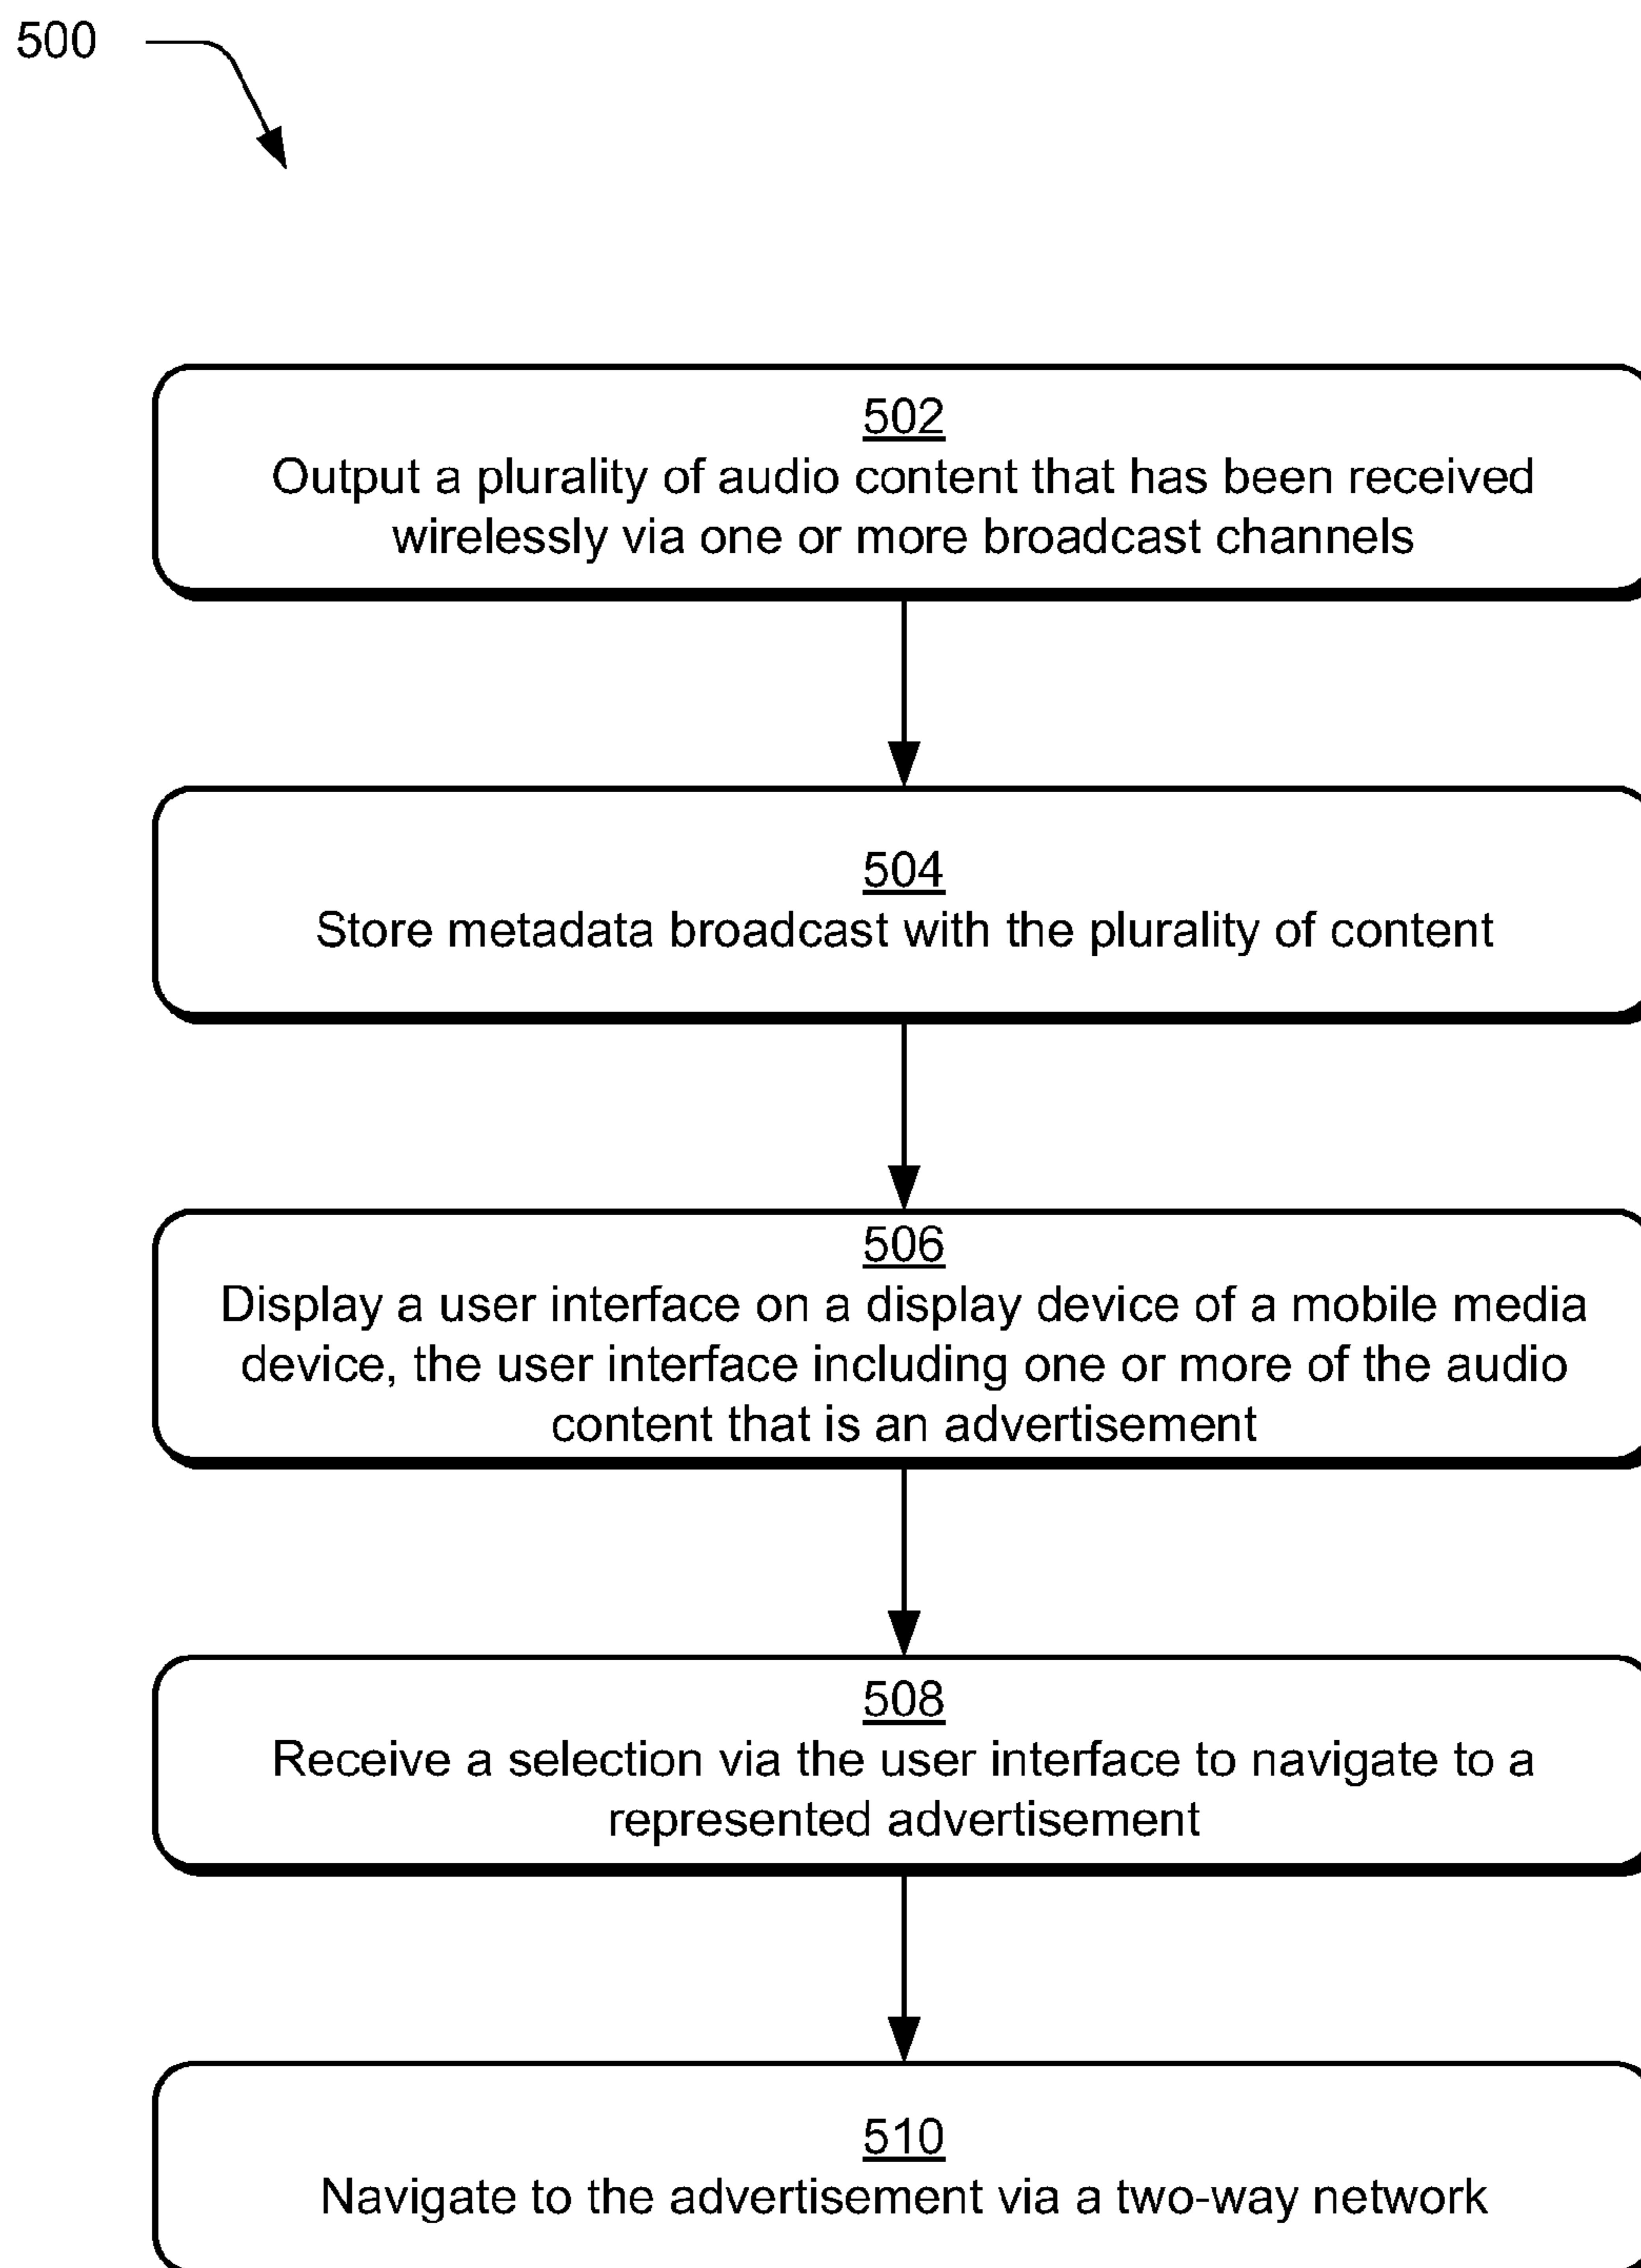 500
502
Output a plurality of audio content that has been received
wirelessly via one or more broadcast channels
504
Store metadata broadcast with the plurality of content
506
Display a user interface on a display device of a mobile media
device, the user interface including one or more of the audio
content that is an advertisement
508
Receive a selection via the user interface to navigate to a
represented advertisement
510
Navigate to the advertisement via a two-way network